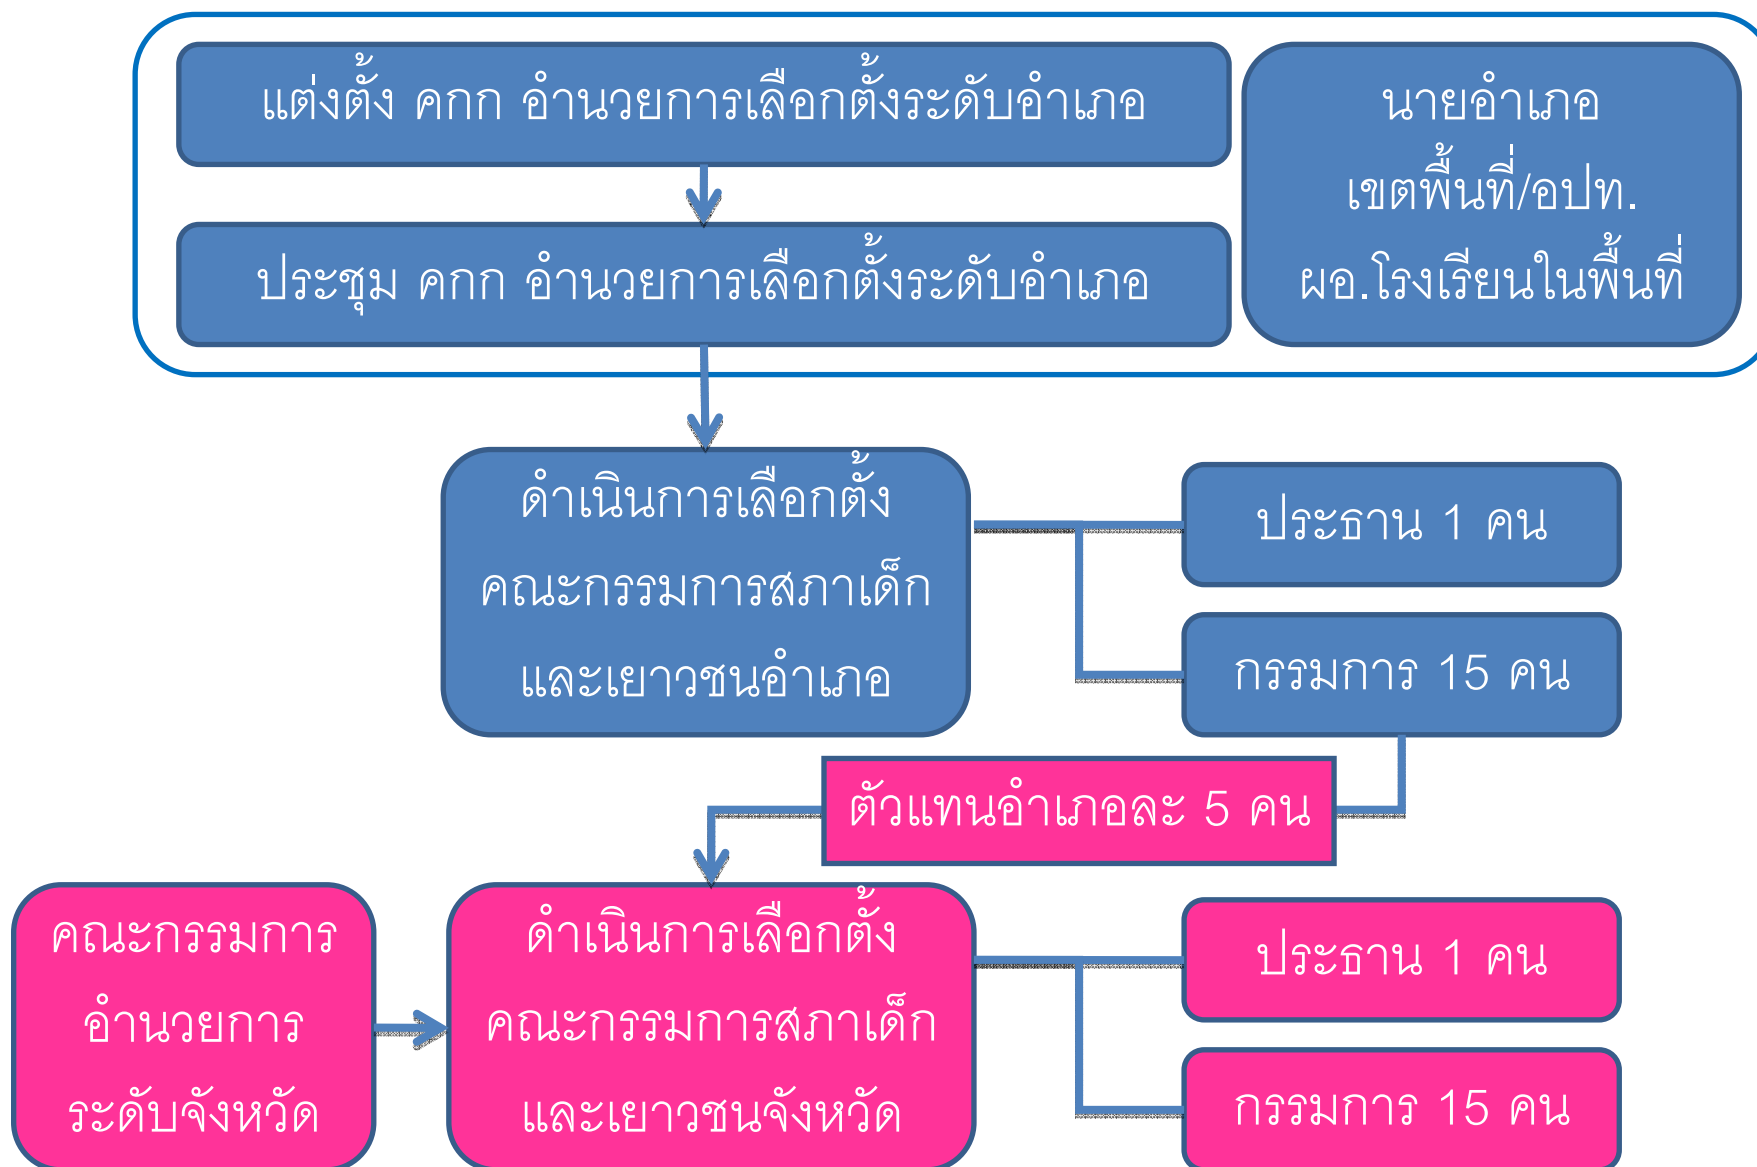 แต่งตั้ง คกก อำนวยการเลือกตั้งระดับอำเภอ
ประชุม คกก อำนวยการเลือกตั้งระดับอำเภอ
นายอำเภอ
เขตพื้นที่/อปท.
ผอ.โรงเรียนในพื้นที่
ดำเนินการเลือกตั้ง
คณะกรรมการสภาเด็ก
และเยาวชนอำเภอ
ประธาน 1 คน
กรรมการ 15 คน
ตัวแทนอำเภอละ 5 คน
คณะกรรมการ
อำนวยการ
ระดับจังหวัด
ดำเนินการเลือกตั้ง
คณะกรรมการสภาเด็ก
และเยาวชนจังหวัด
ประธาน 1 คน
กรรมการ 15 คน